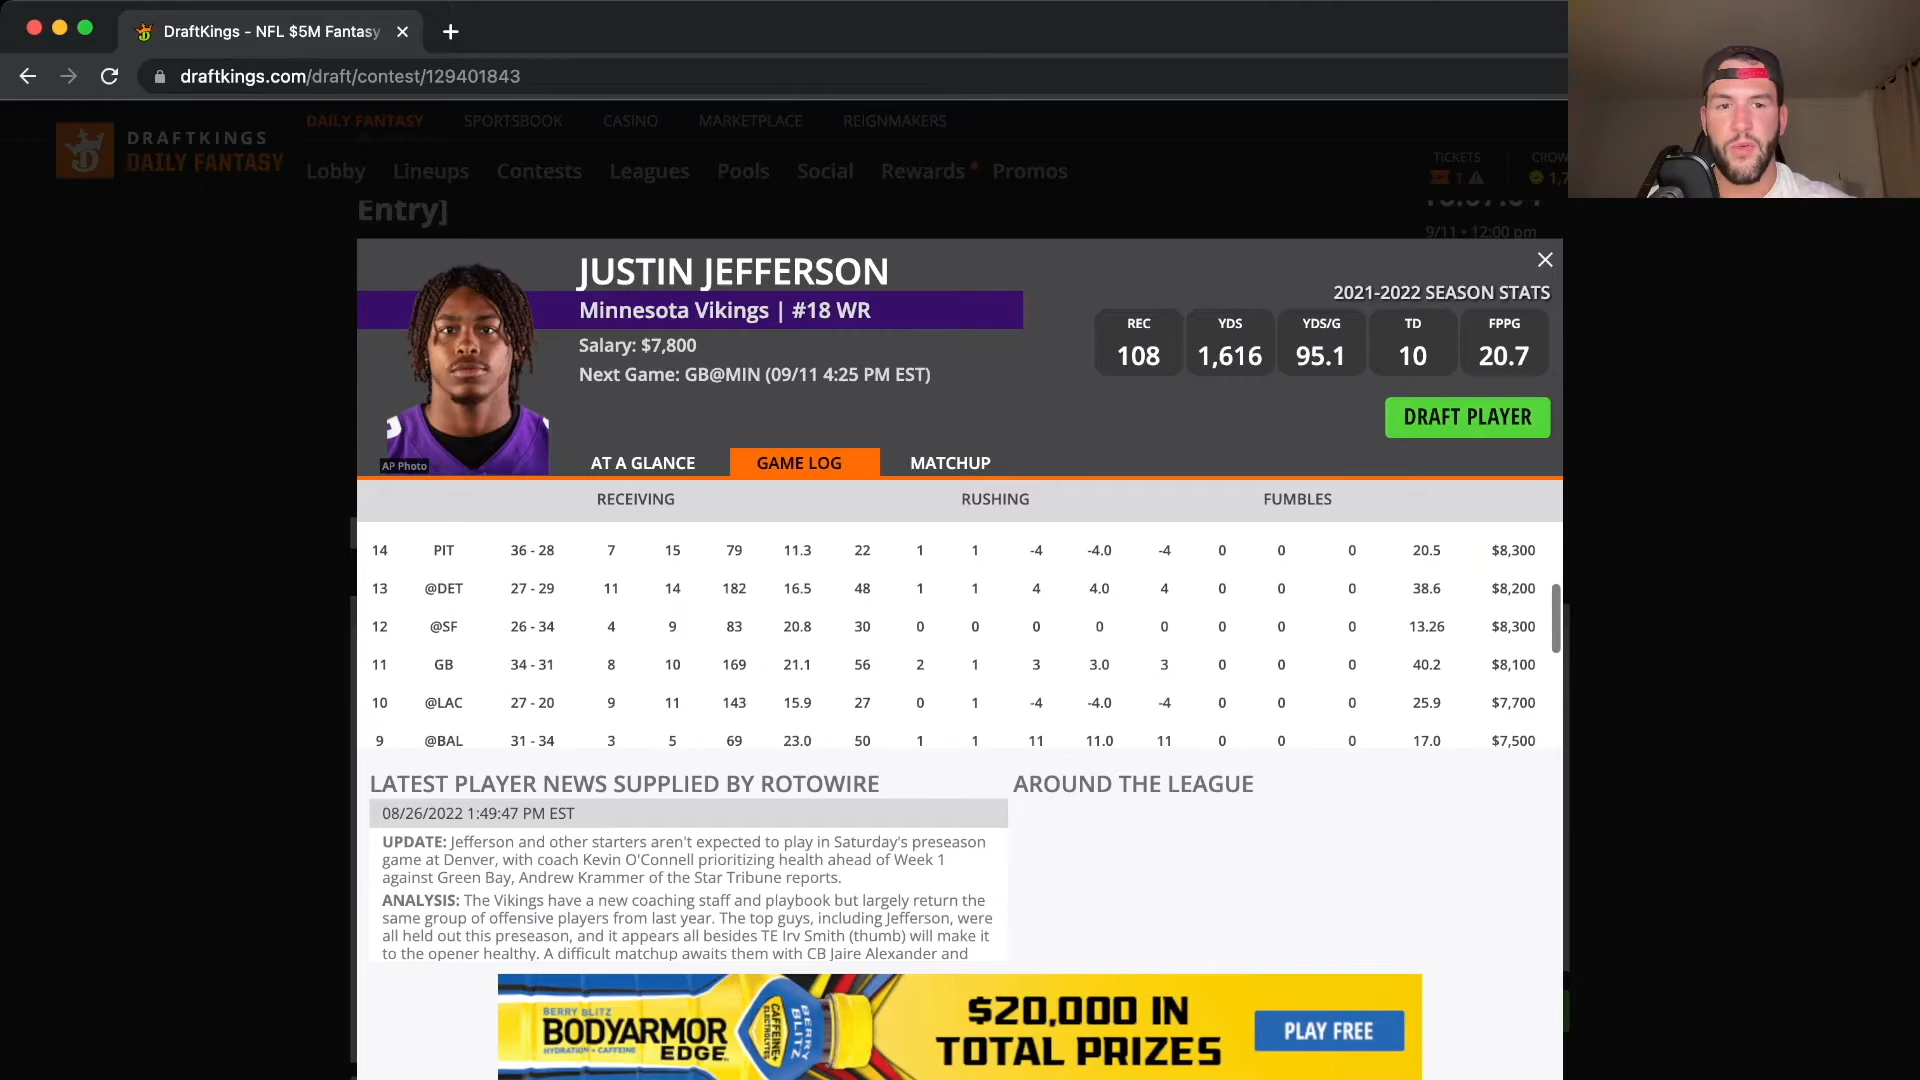 DraftKings - NFL $5M Fantasy
draftkings.com/draft/contest/129401843
DRAFTKINGS
DAILY FANTASY
DAILY FANTASY SPORTSBOOK CASINO MARKETPLACE REIGNMAKERS
Lobby Lineups Contests Leagues Pools Social Rewards Promos
TICKETS
1
Entry]
9/11 • 12:00 pm
JUSTIN JEFFERSON
Minnesota Vikings | #18 WR
Salary: $7,800
Next Game: GB@MIN (09/11 4:25 PM EST)
AP Photo
2021-2022 SEASON STATS
REC YDS YDS/G TD FPPG
108 1,616 95.1 10 20.7
DRAFT PLAYER
AT A GLANCE GAME LOG MATCHUP
RECEIVING RUSHING FUMBLES
14 PIT 36 - 28 7 15 79 11.3 22 1 1 -4 -4.0 -4 0 0 0 20.5 $8,300
13 @DET 27 - 29 11 14 182 16.5 48 1 1 4 4.0 4 0 0 0 38.6 $8,200
12 @SF 26 - 34 4 9 83 20.8 30 0 0 0 0 0 0 0 0 13.26 $8,300
11 GB 34 - 31 8 10 169 21.1 56 2 1 3 3.0 3 0 0 0 40.2 $8,100
10 @LAC 27 - 20 9 11 143 15.9 27 0 1 -4 -4.0 -4 0 0 0 25.9 $7,700
9 @BAL 31 - 34 3 5 69 23.0 50 1 1 11 11.0 11 0 0 0 17.0 $7,500
LATEST PLAYER NEWS SUPPLIED BY ROTOWIRE
08/26/2022 1:49:47 PM EST
UPDATE: Jefferson and other starters aren't expected to play in Saturday's preseason
game at Denver, with coach Kevin O'Connell prioritizing health ahead of Week 1
against Green Bay, Andrew Krammer of the Star Tribune reports.
ANALYSIS: The Vikings have a new coaching staff and playbook but largely return the
same group of offensive players from last year. The top guys, including Jefferson, were
all held out this preseason, and it appears all besides TE Irv Smith (thumb) will make it
to the opener healthy. A difficult matchup awaits them with CB Jaire Alexander and
AROUND THE LEAGUE
BERRY BLITZ
BODYARMOR
EDGE
HYDRATION + CAFFEINE
CAFFEINE+
ELECTROLYTES
BERRY
BLITZ
$20,000 IN
TOTAL PRIZES
PLAY FREE